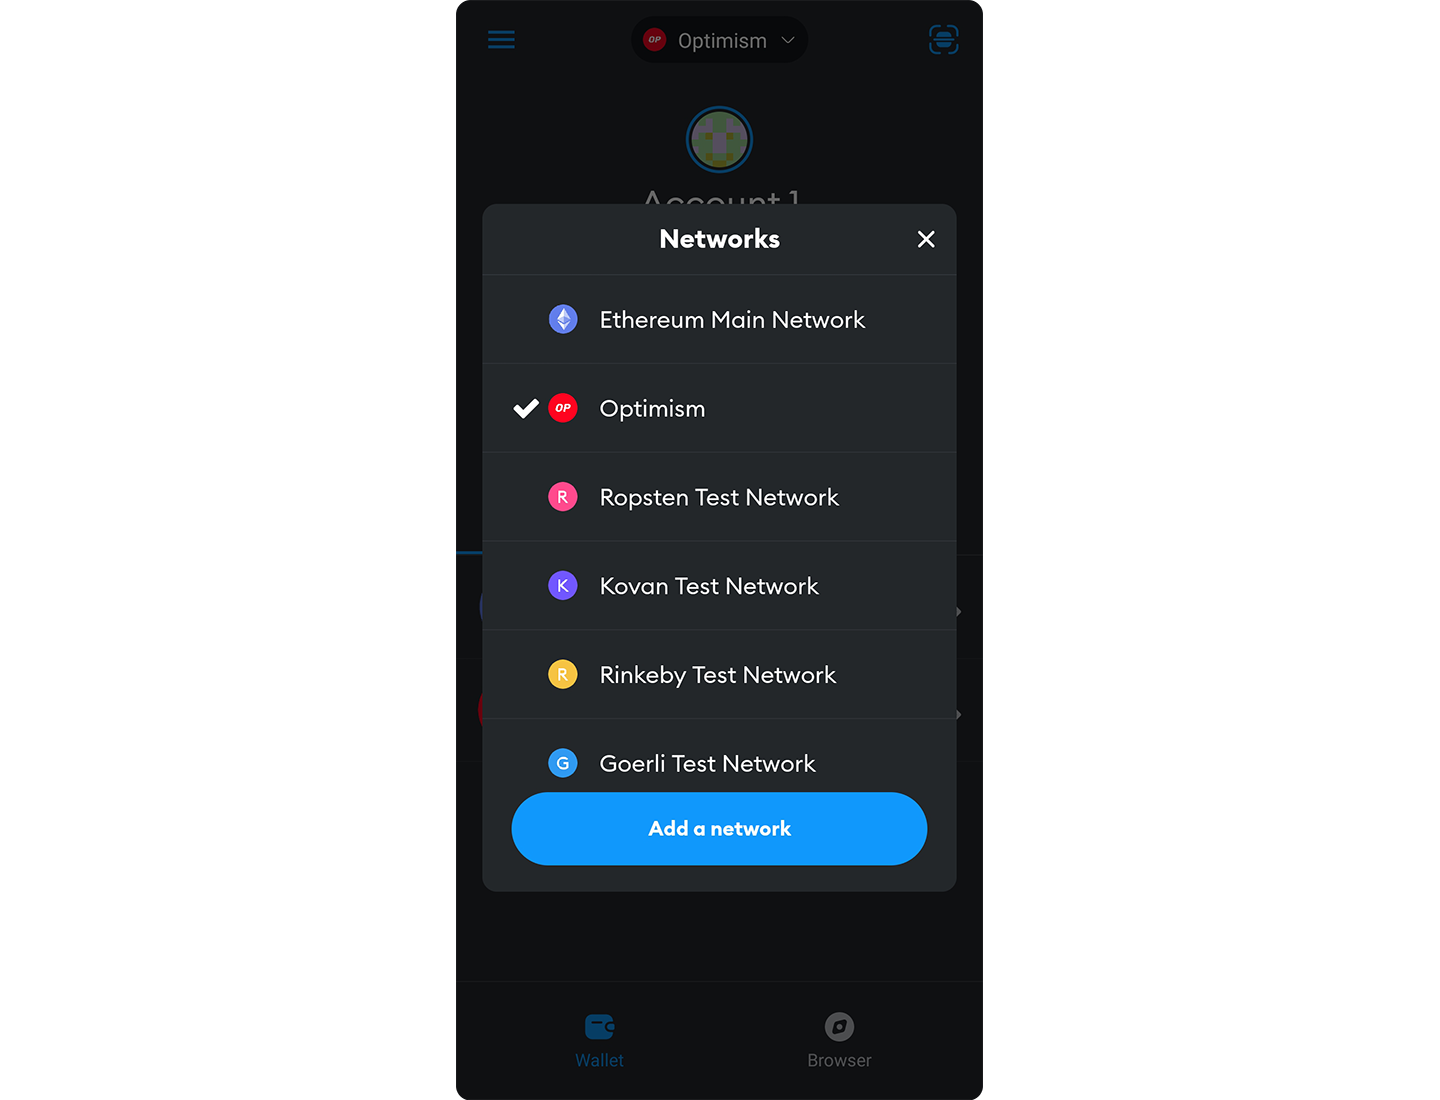 OP Optimism
Account 1
Networks
Ethereum Main Network
OP Optimism
R Ropsten Test Network
K Kovan Test Network
R Rinkeby Test Network
G Goerli Test Network
Add a network
Wallet
Browser